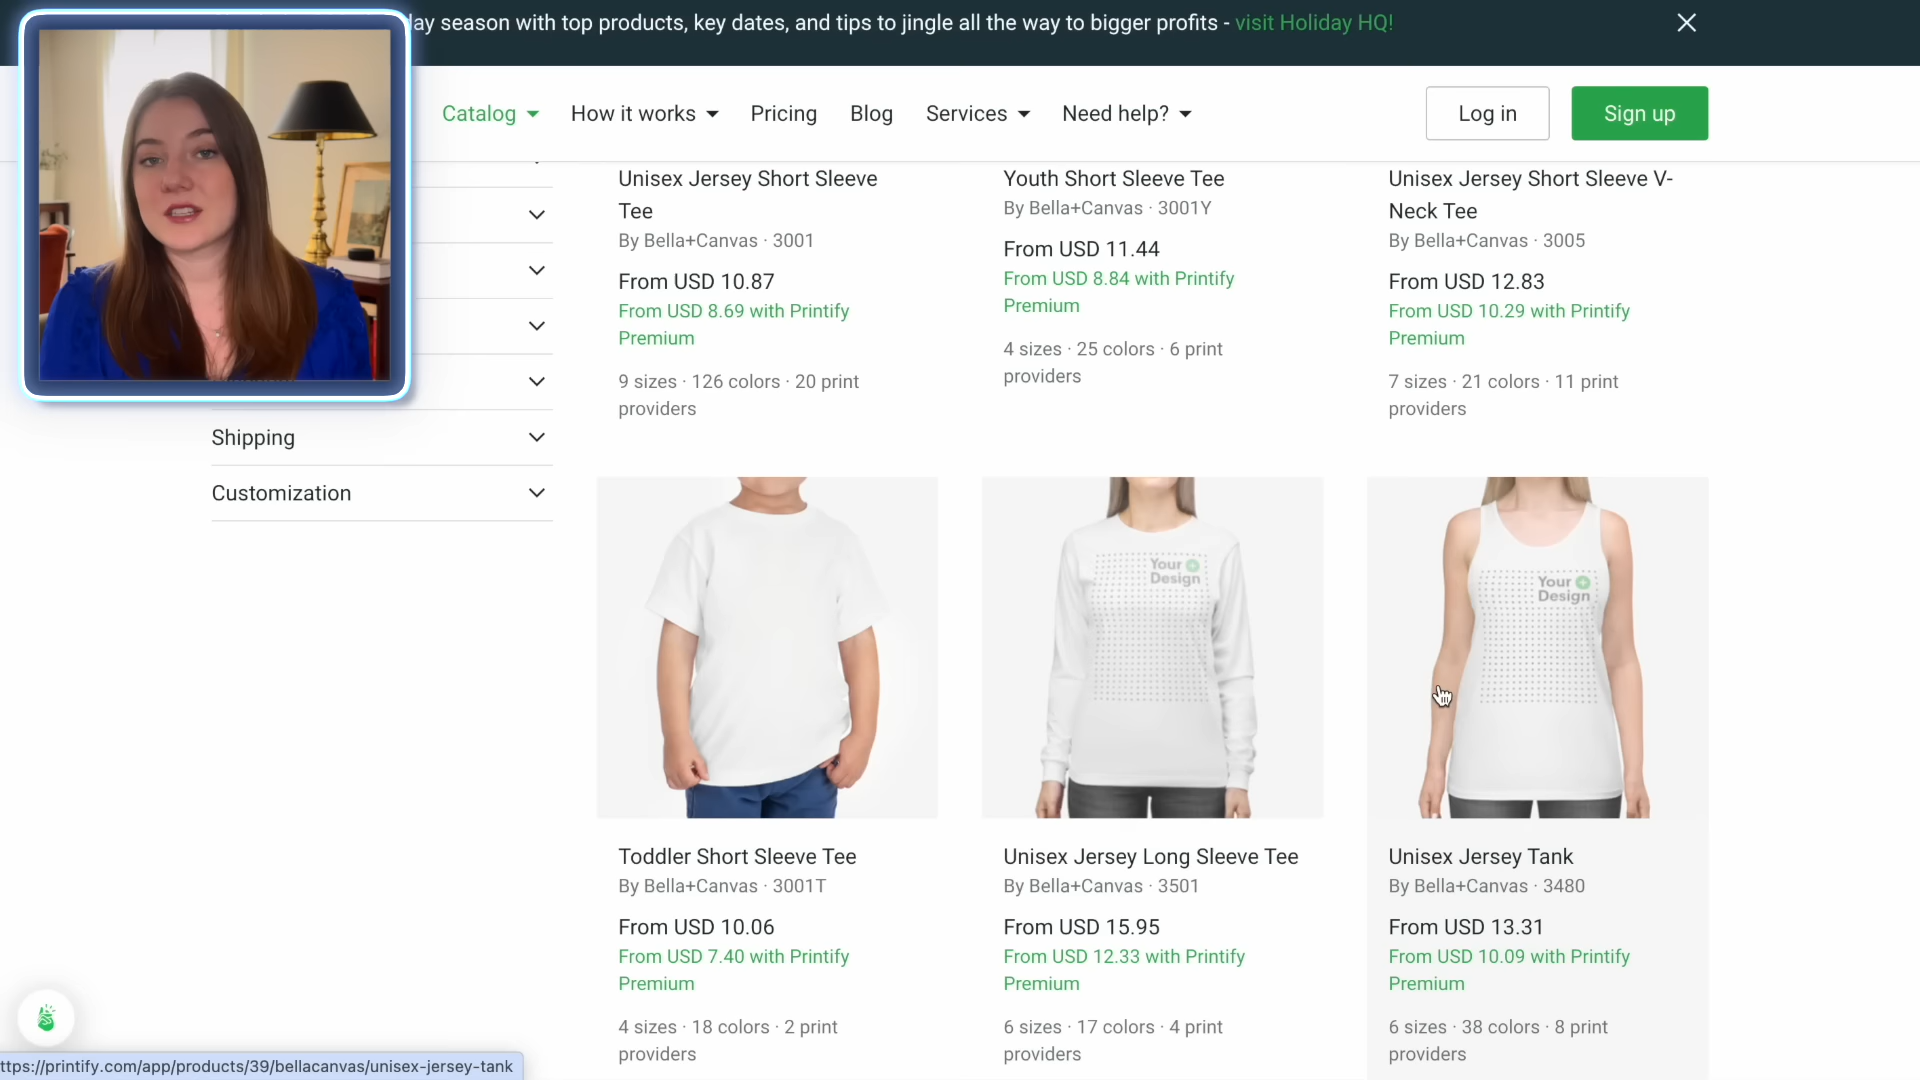 ay season with top products, key dates, and tips to jingle all the way to bigger profits - visit Holiday HQ!
Catalog
How it works
Pricing
Blog
Services
Need help?
Log in
Sign up
Shipping
Customization
Unisex Jersey Short Sleeve
Tee
By Bella+Canvas · 3001
From USD 10.87
From USD 8.69 with Printify
Premium
9 sizes · 126 colors · 20 print
providers
Youth Short Sleeve Tee
By Bella+Canvas · 3001Y
From USD 11.44
From USD 8.84 with Printify
Premium
4 sizes · 25 colors · 6 print
providers
Unisex Jersey Short Sleeve V-
Neck Tee
By Bella+Canvas · 3005
From USD 12.83
From USD 10.29 with Printify
Premium
7 sizes · 21 colors · 11 print
providers
Toddler Short Sleeve Tee
By Bella+Canvas · 3001T
From USD 10.06
From USD 7.40 with Printify
Premium
4 sizes · 18 colors · 2 print
providers
Your
Design
Unisex Jersey Long Sleeve Tee
By Bella+Canvas · 3501
From USD 15.95
From USD 12.33 with Printify
Premium
6 sizes · 17 colors · 4 print
providers
Your
Design
Unisex Jersey Tank
By Bella+Canvas · 3480
From USD 13.31
From USD 10.09 with Printify
Premium
6 sizes · 38 colors · 8 print
providers
ttps://printify.com/app/products/39/bellacanvas/unisex-jersey-tank